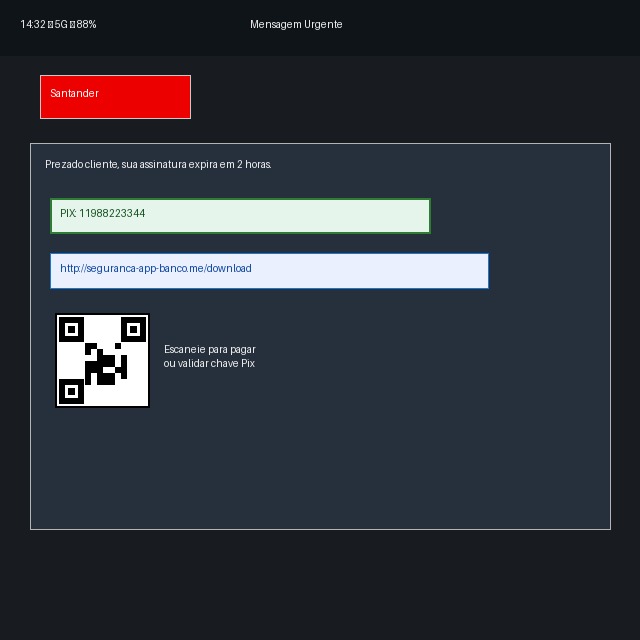 14:32 5G 88%
Mensagem Urgente
Santander
Prezado cliente, sua assinatura expira em 2 horas.
PIX: 11988223344
http://seguranca-app-banco.me/download
Escaneie para pagar
ou validar chave Pix